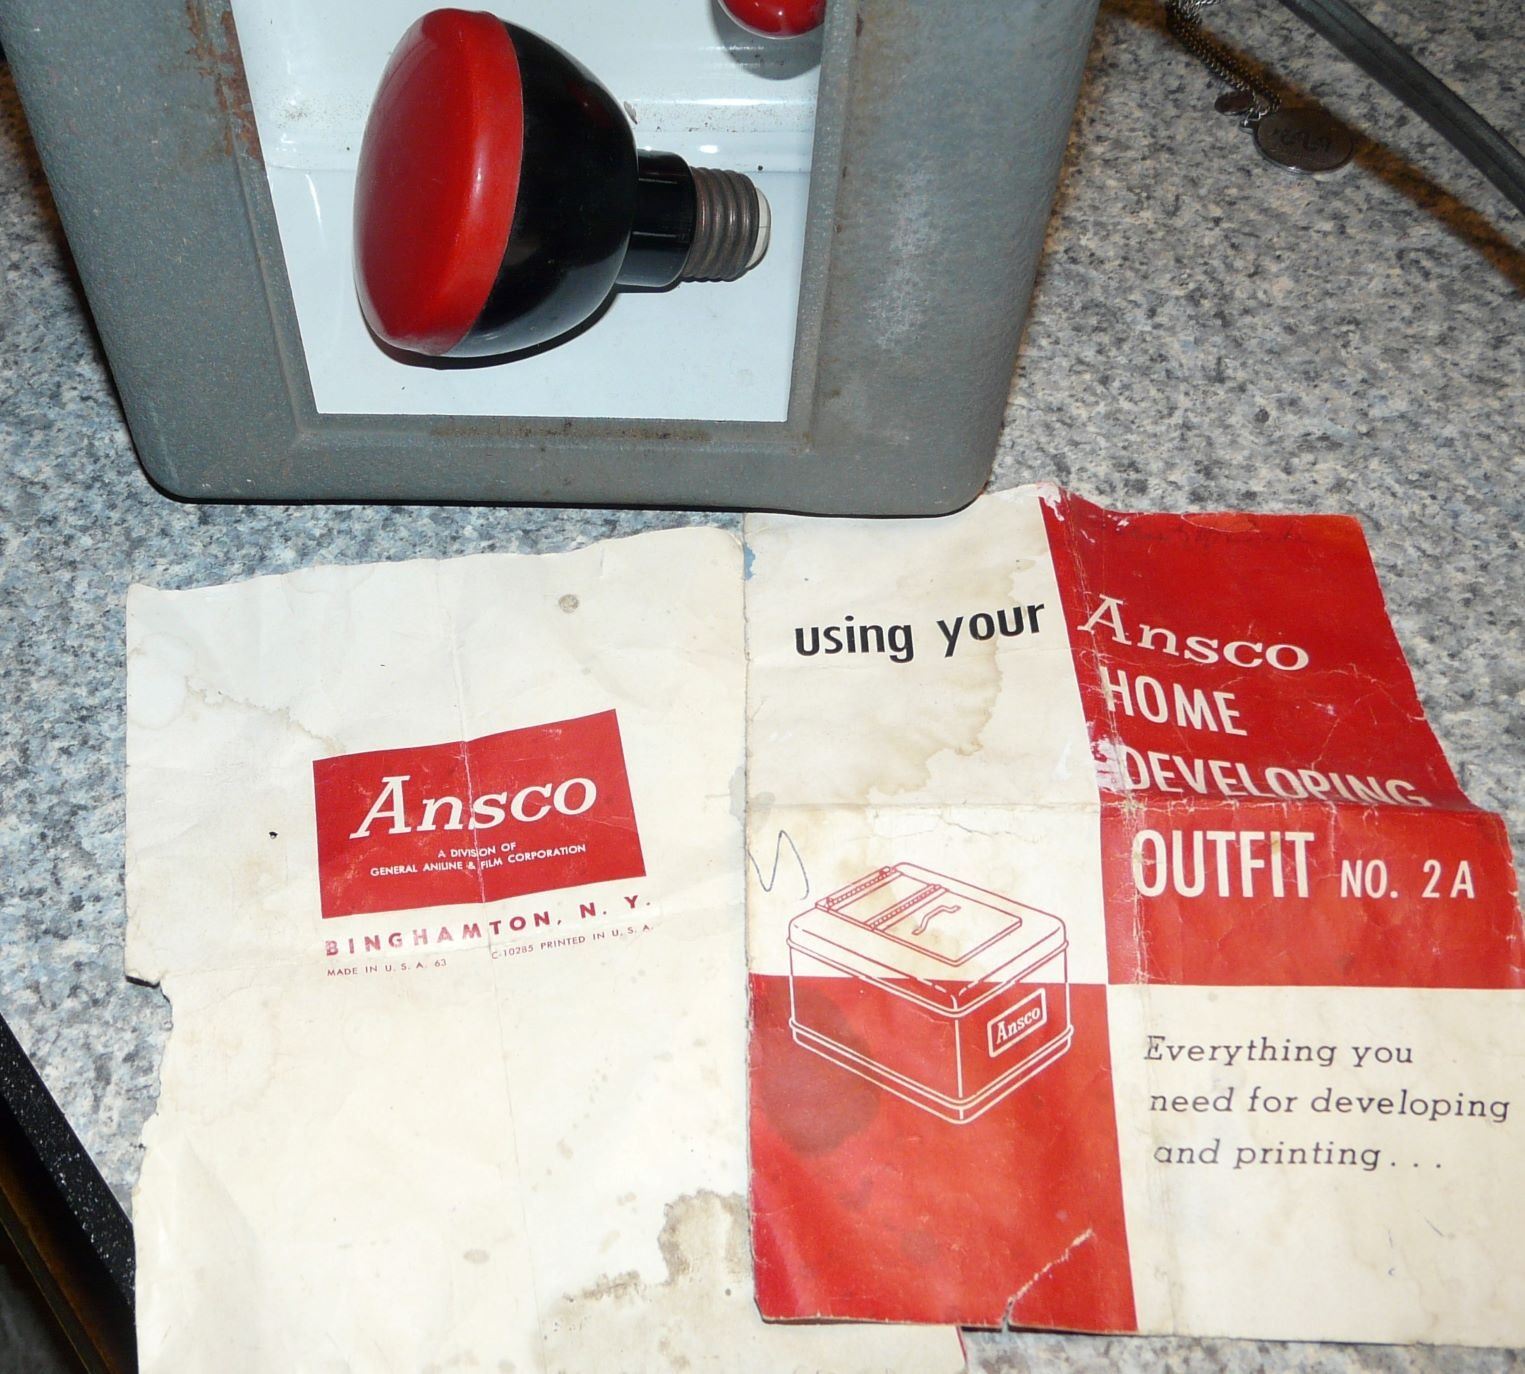 Ansco
A DIVISION OF
GENERAL ANILINE & FILM CORPORATION
BINGHAMTON, N. Y.
MADE IN U. S. A. 63 C-10285 PRINTED IN U. S. A.
using your Ansco
HOME
DEVELOPING
OUTFIT NO. 2A
Ansco
Everything you
need for developing
and printing...